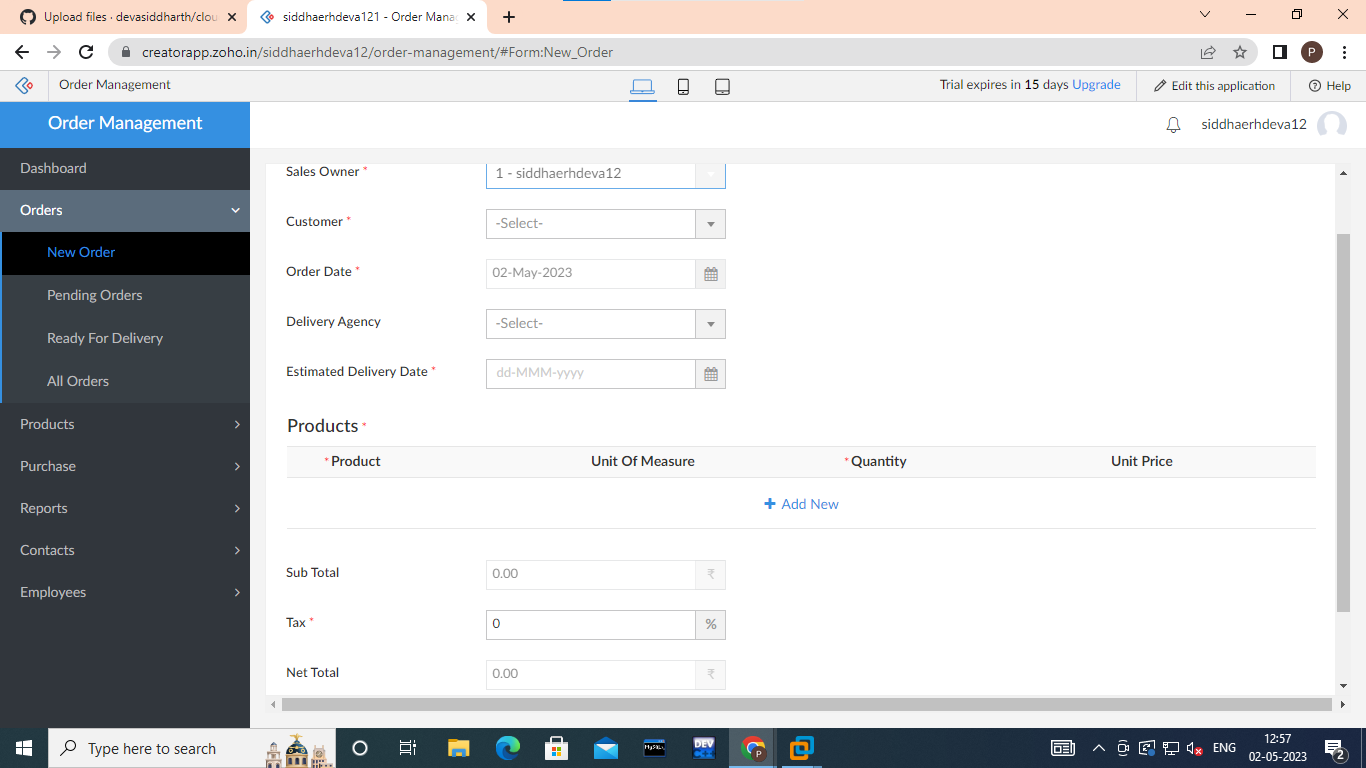 Upload files · devasiddharth/clou
siddhaerhdeva121 - Order Mana
creatorapp.zoho.in/siddhaerhdeva12/order-management/#Form:New_Order
P
Order Management
Trial expires in 15 days Upgrade
Edit this application
Help
Order Management
siddhaerhdeva12
Dashboard
Orders
New Order
Pending Orders
Ready For Delivery
All Orders
Products
Purchase
Reports
Contacts
Employees
Sales Owner *
1 - siddhaerhdeva12
Customer *
-Select-
Order Date *
02-May-2023
Delivery Agency
-Select-
Estimated Delivery Date *
dd-MMM-yyyy
Products *
* Product Unit Of Measure * Quantity Unit Price
+ Add New
Sub Total
0.00 ₹
Tax *
0 %
Net Total
0.00 ₹
Type here to search
MySQL
DEV
P
ENG
12:57
02-05-2023
2